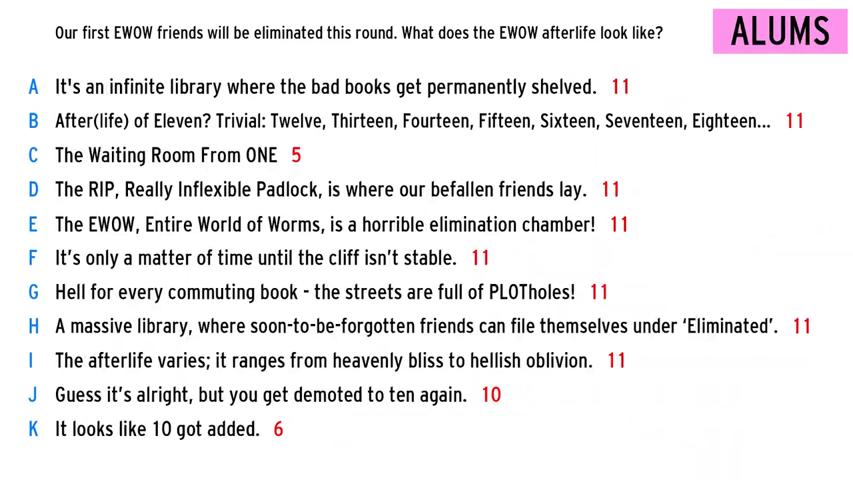 Our first EWOW friends will be eliminated this round. What does the EWOW afterlife look like?
ALUMS
A It's an infinite library where the bad books get permanently shelved. 11
B After(life) of Eleven? Trivial: Twelve, Thirteen, Fourteen, Fifteen, Sixteen, Seventeen, Eighteen... 11
C The Waiting Room From ONE 5
D The RIP, Really Inflexible Padlock, is where our befallen friends lay. 11
E The EWOW, Entire World of Worms, is a horrible elimination chamber! 11
F It’s only a matter of time until the cliff isn’t stable. 11
G Hell for every commuting book - the streets are full of PLOTholes! 11
H A massive library, where soon-to-be-forgotten friends can file themselves under ‘Eliminated’. 11
I The afterlife varies; it ranges from heavenly bliss to hellish oblivion. 11
J Guess it’s alright, but you get demoted to ten again. 10
K It looks like 10 got added. 6